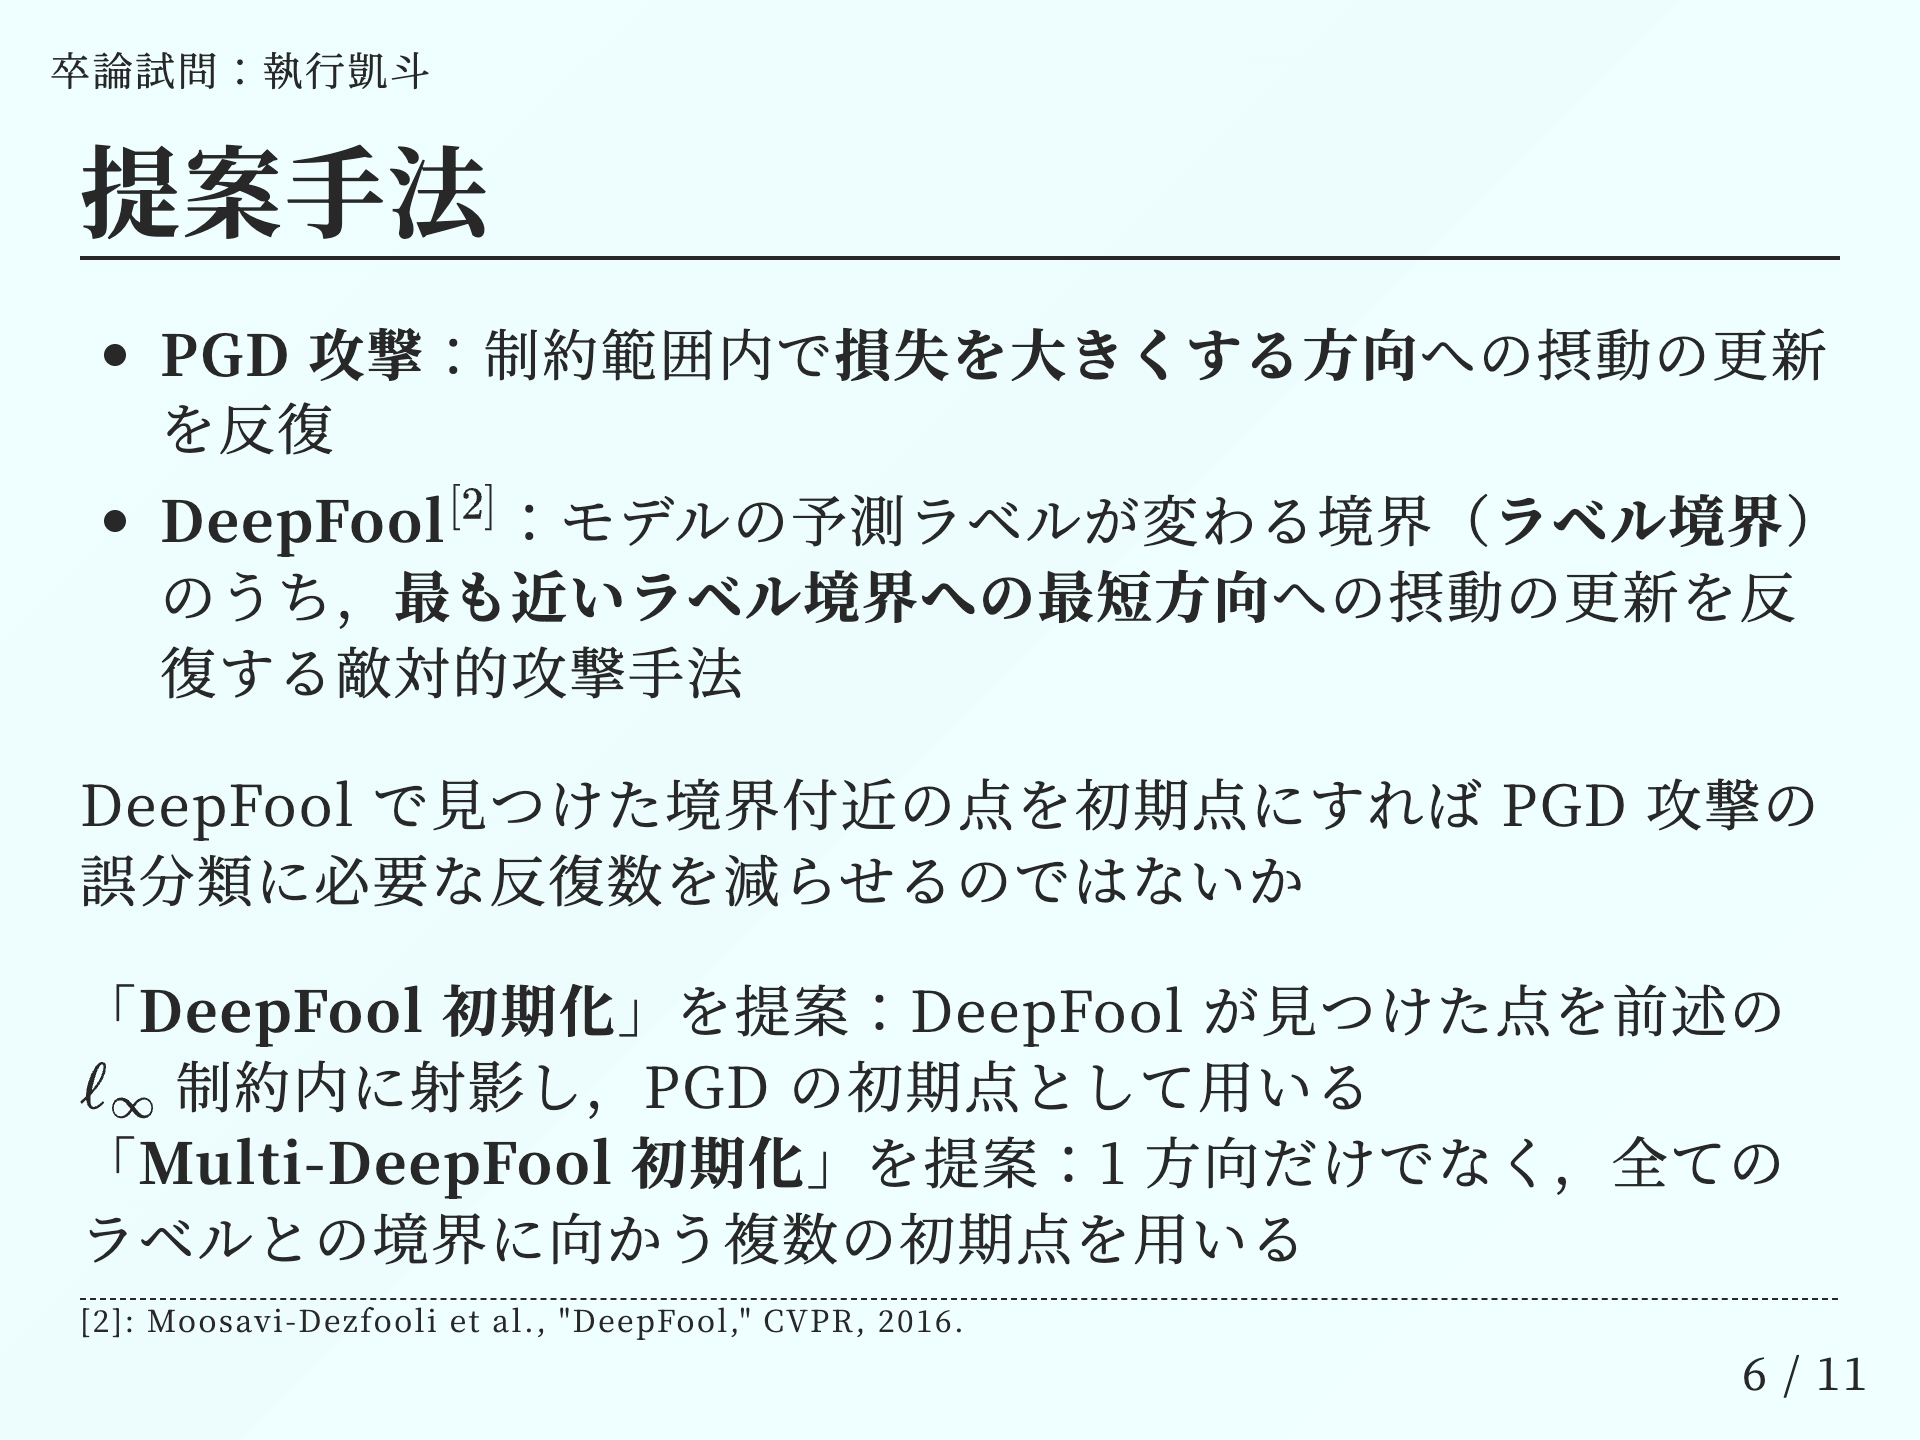 卒論試問：執行凱斗
提案手法
• PGD 攻撃：制約範囲内で損失を大きくする方向への摂動の更新
を反復
• DeepFool[2]：モデルの予測ラベルが変わる境界（ラベル境界）
のうち，最も近いラベル境界への最短方向への摂動の更新を反
復する敵対的攻撃手法
DeepFool で見つけた境界付近の点を初期点にすれば PGD 攻撃の
誤分類に必要な反復数を減らせるのではないか
「DeepFool 初期化」を提案：DeepFool が見つけた点を前述の
ℓ∞ 制約内に射影し，PGD の初期点として用いる
「Multi-DeepFool 初期化」を提案：1 方向だけでなく，全ての
ラベルとの境界に向かう複数の初期点を用いる
[2]: Moosavi-Dezfooli et al., "DeepFool," CVPR, 2016.
6 / 11